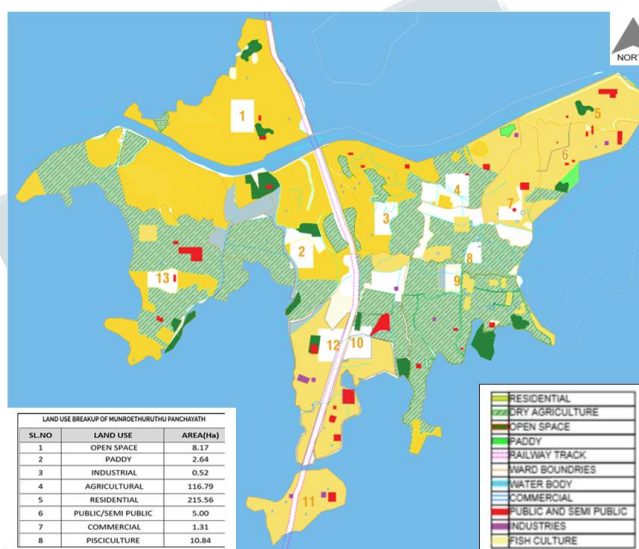 NORT
1
5
6
4
7
3
2
8
9
13
12 10
11
LAND USE BREAKUP OF MUNROETHURUTHU PANCHAYATH
SL.NO LAND USE AREA(Ha)
1 OPEN SPACE 8.17
2 PADDY 2.64
3 INDUSTRIAL 0.52
4 AGRICULTURAL 116.79
5 RESIDENTIAL 215.56
6 PUBLIC/SEMI PUBLIC 5.00
7 COMMERCIAL 1.31
8 PISCICULTURE 10.84
RESIDENTIAL
DRY AGRICULTURE
OPEN SPACE
PADDY
RAILWAY TRACK
WARD BOUNDRIES
WATER BODY
COMMERCIAL
PUBLIC AND SEMI PUBLIC
INDUSTRIES
FISH CULTURE